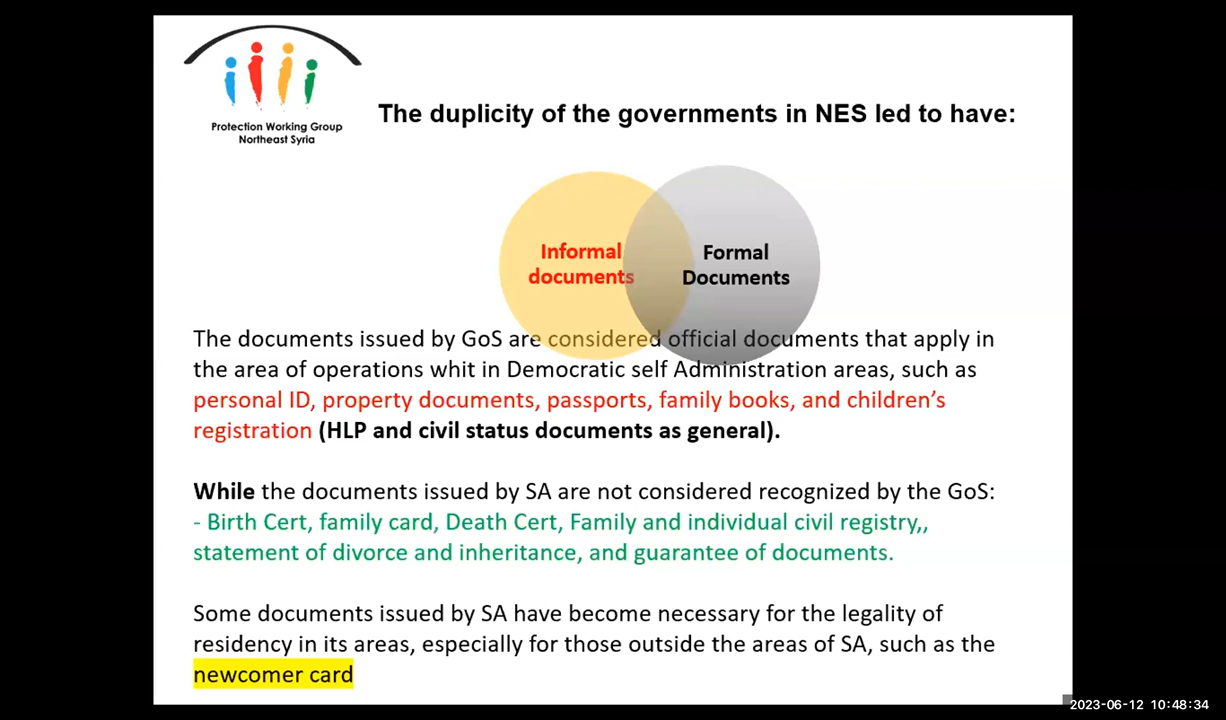 Protection Working Group
Northeast Syria
The duplicity of the governments in NES led to have:
Informal
documents
Formal
Documents
The documents issued by GoS are considered official documents that apply in
the area of operations whit in Democratic self Administration areas, such as
personal ID, property documents, passports, family books, and children’s
registration (HLP and civil status documents as general).
While the documents issued by SA are not considered recognized by the GoS:
- Birth Cert, family card, Death Cert, Family and individual civil registry,,
statement of divorce and inheritance, and guarantee of documents.
Some documents issued by SA have become necessary for the legality of
residency in its areas, especially for those outside the areas of SA, such as the
newcomer card
2023-06-12 10:48:34